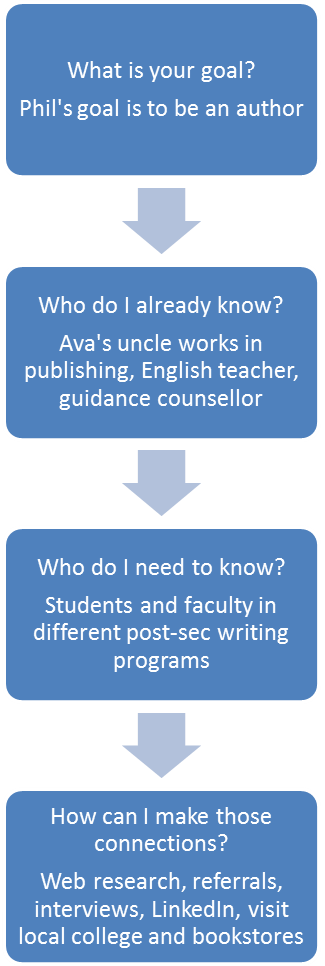 What is your goal?
Phil's goal is to be an author
Who do I already know?
Ava's uncle works in
publishing, English teacher,
guidance counsellor
Who do I need to know?
Students and faculty in
different post-sec writing
programs
How can I make those
connections?
Web research, referrals,
interviews, LinkedIn, visit
local college and bookstores